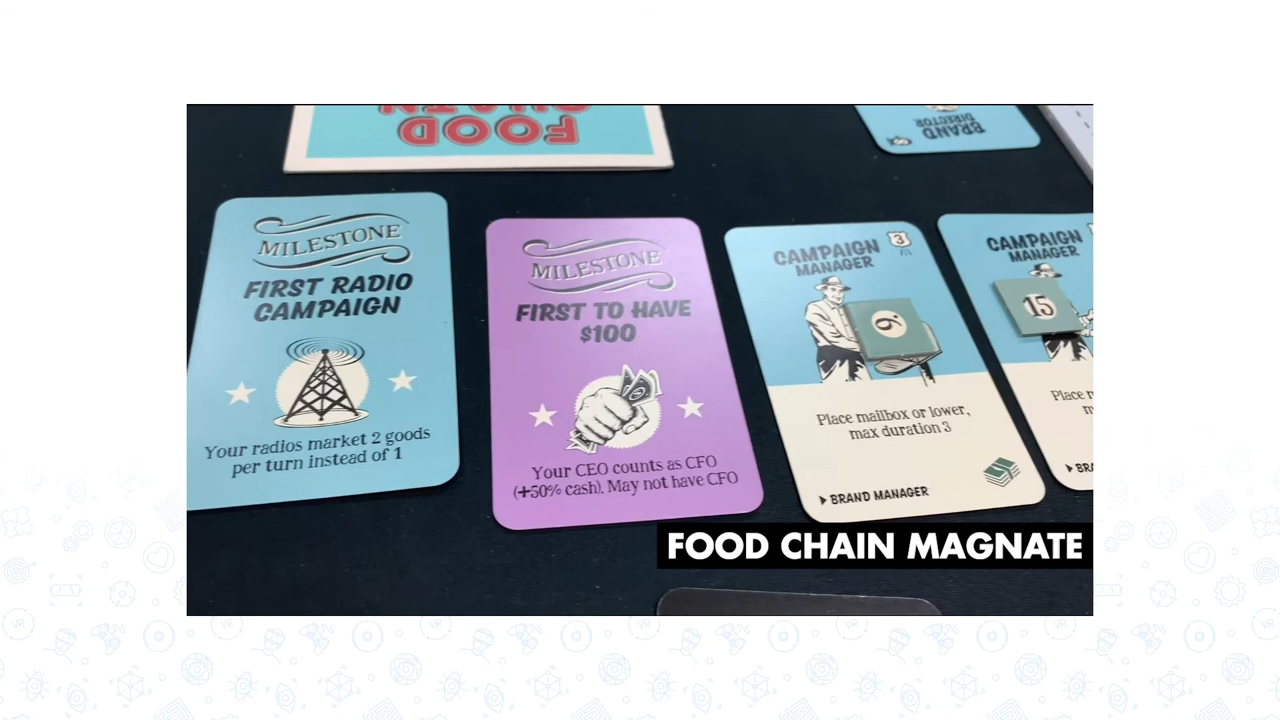 FOOD
CHAIN
BRAND
DIRECTOR
MILESTONE
FIRST RADIO
CAMPAIGN
Your radios market 2 goods
per turn instead of 1
MILESTONE
FIRST TO HAVE
$100
Your CEO counts as CFO
(+50% cash). May not have CFO
CAMPAIGN
MANAGER
3
9.
Place mailbox or lower,
max duration 3
BRAND MANAGER
CAMPAIGN
MANAGER
15
Place
FOOD CHAIN MAGNATE